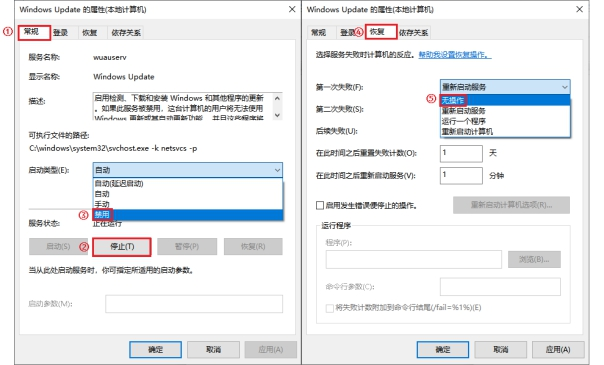 Windows Update 的属性(本地计算机)
① 常规 登录 恢复 依存关系
服务名称: wuauserv
显示名称: Windows Update
描述: 启用检测、下载和安装 Windows 和其他程序的更新
。如果此服务被禁用，这台计算机的用户将无法使用
Windows 更新或其自动更新功能，并且这些程序将
可执行文件的路径:
C:\windows\system32\svchost.exe -k netsvcs -p
启动类型(E): 自动
自动(延迟启动)
自动
手动
③ 禁用
服务状态: 正在运行
启动(S) ② 停止(T) 暂停(P) 恢复(R)
当从此处启动服务时，你可指定所适用的启动参数。
启动参数(M):
确定 取消 应用(A)
Windows Update 的属性(本地计算机)
常规 登录 ④ 恢复 依存关系
选择服务失败时计算机的反应。帮助我设置恢复操作。
第一次失败(F): 重新启动服务
⑤ 无操作
第二次失败(S): 重新启动服务
运行一个程序
后续失败(U): 重新启动计算机
在此时间之后重置失败计数(O): 1 天
在此时间之后重新启动服务(V): 1 分钟
启用发生错误便停止的操作。 重新启动计算机选项(R)...
运行程序
程序(P):
浏览(B)...
命令行参数(C):
将失败计数附加到命令行结尾(/fail=%1%)(E)
确定 取消 应用(A)